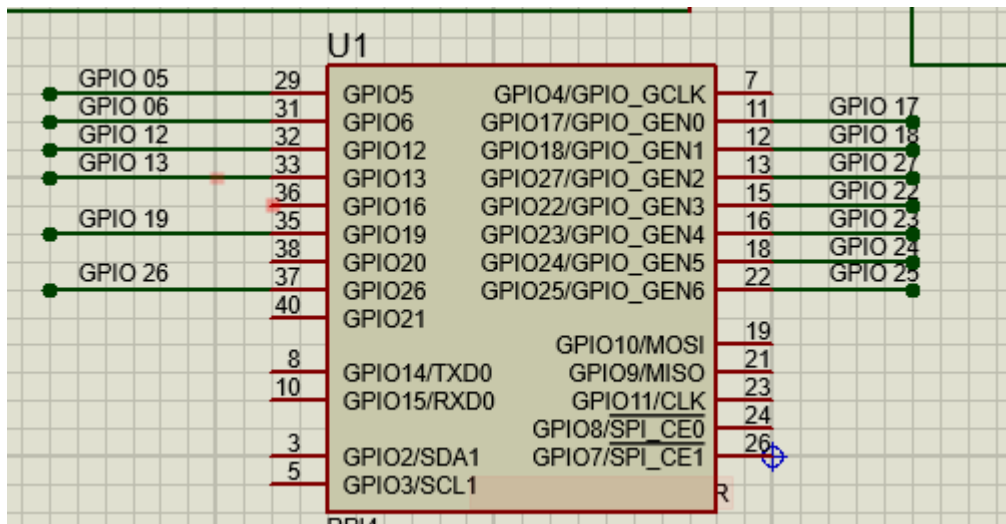 U1
GPIO 05 29 GPIO5 GPIO4/GPIO_GCLK 7
GPIO 06 31 GPIO6 GPIO17/GPIO_GEN0 11 GPIO 17
GPIO 12 32 GPIO12 GPIO18/GPIO_GEN1 12 GPIO 18
GPIO 13 33 GPIO13 GPIO27/GPIO_GEN2 13 GPIO 27
36 GPIO16 GPIO22/GPIO_GEN3 15 GPIO 22
GPIO 19 35 GPIO19 GPIO23/GPIO_GEN4 16 GPIO 23
38 GPIO20 GPIO24/GPIO_GEN5 18 GPIO 24
GPIO 26 37 GPIO26 GPIO25/GPIO_GEN6 22 GPIO 25
40 GPIO21
GPIO10/MOSI 19
8 GPIO14/TXD0 GPIO9/MISO 21
10 GPIO15/RXD0 GPIO11/CLK 23
GPIO8/SPI_CE0 24
3 GPIO2/SDA1 GPIO7/SPI_CE1 26
5 GPIO3/SCL1
R